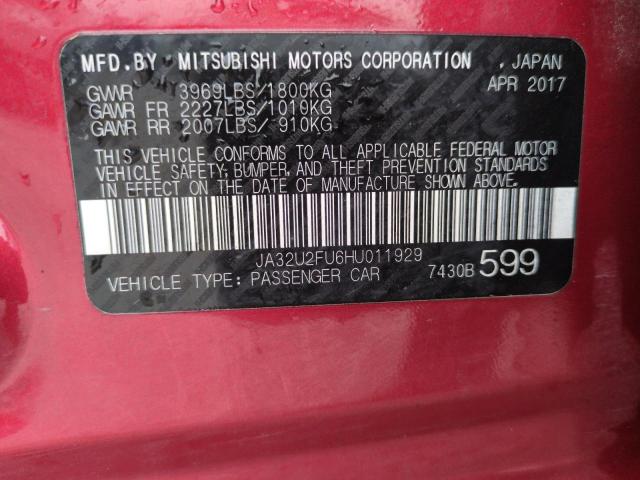 MFD.BY MITSUBISHI MOTORS CORPORATION . JAPAN
APR 2017
GVWR 3969LBS/1800KG
GAWR FR 2227LBS/1010KG
GAWR RR 2007LBS/ 910KG
THIS VEHICLE CONFORMS TO ALL APPLICABLE FEDERAL MOTOR
VEHICLE SAFETY, BUMPER, AND THEFT PREVENTION STANDARDS
IN EFFECT ON THE DATE OF MANUFACTURE SHOWN ABOVE.
JA32U2FU6HU011929
VEHICLE TYPE: PASSENGER CAR 7430B 599